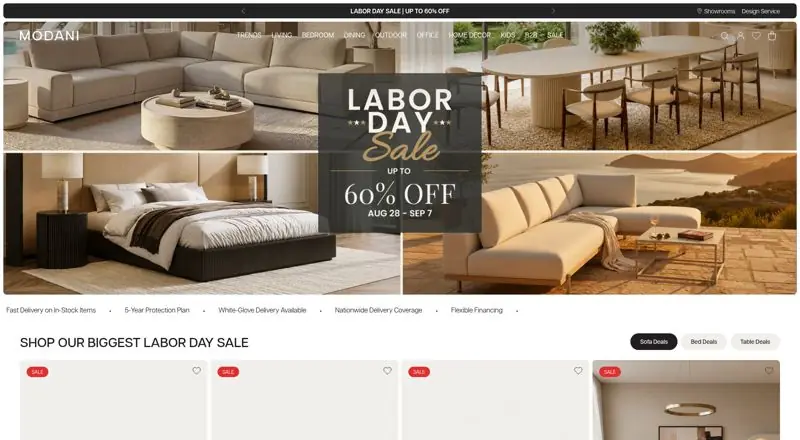 LABOR DAY SALE | UP TO 60% OFF
Showrooms Design Service
MODANI
TRENDS LIVING BEDROOM DINING OUTDOOR OFFICE HOME DECOR KIDS B2B SALE
LABOR
DAY
Sale
UP TO
60% OFF
AUG 28 - SEP 7
Fast Delivery on In-Stock Items • 5-Year Protection Plan • White-Glove Delivery Available • Nationwide Delivery Coverage • Flexible Financing •
SHOP OUR BIGGEST LABOR DAY SALE
Sofa Deals Bed Deals Table Deals
SALE SALE SALE SALE